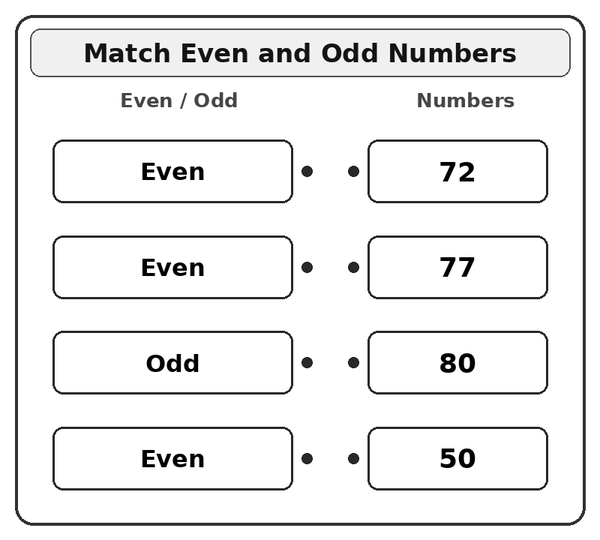 Match Even and Odd Numbers
Even / Odd Numbers
Even 72
Even 77
Odd 80
Even 50